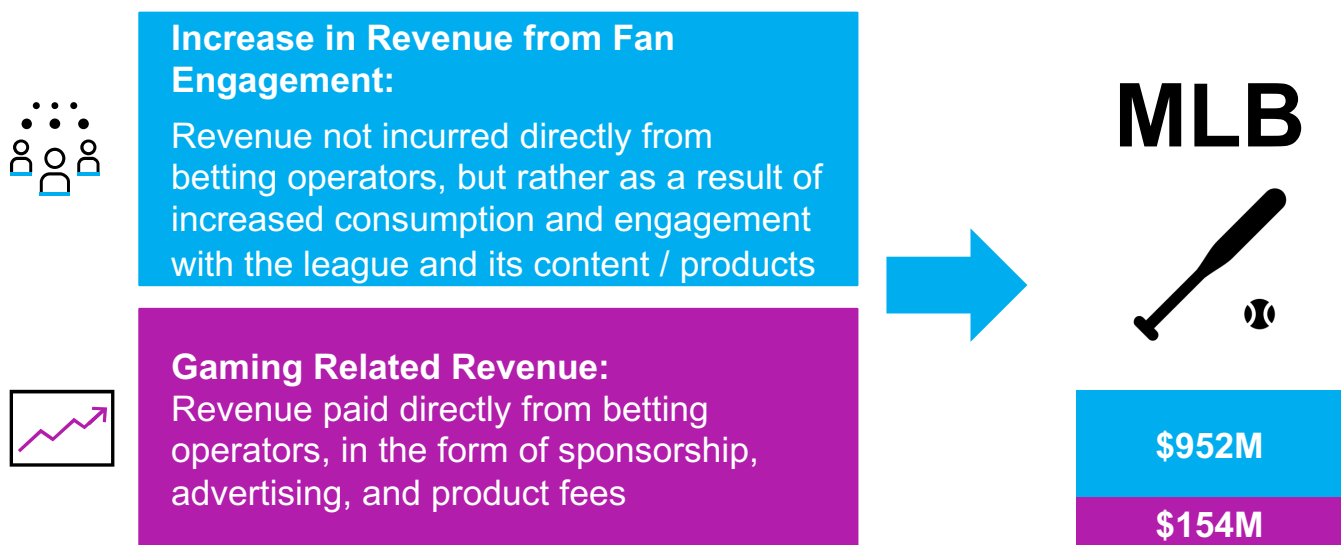 Increase in Revenue from Fan
Engagement:
Revenue not incurred directly from
betting operators, but rather as a result of
increased consumption and engagement
with the league and its content / products
Gaming Related Revenue:
Revenue paid directly from betting
operators, in the form of sponsorship,
advertising, and product fees
MLB
$952M
$154M